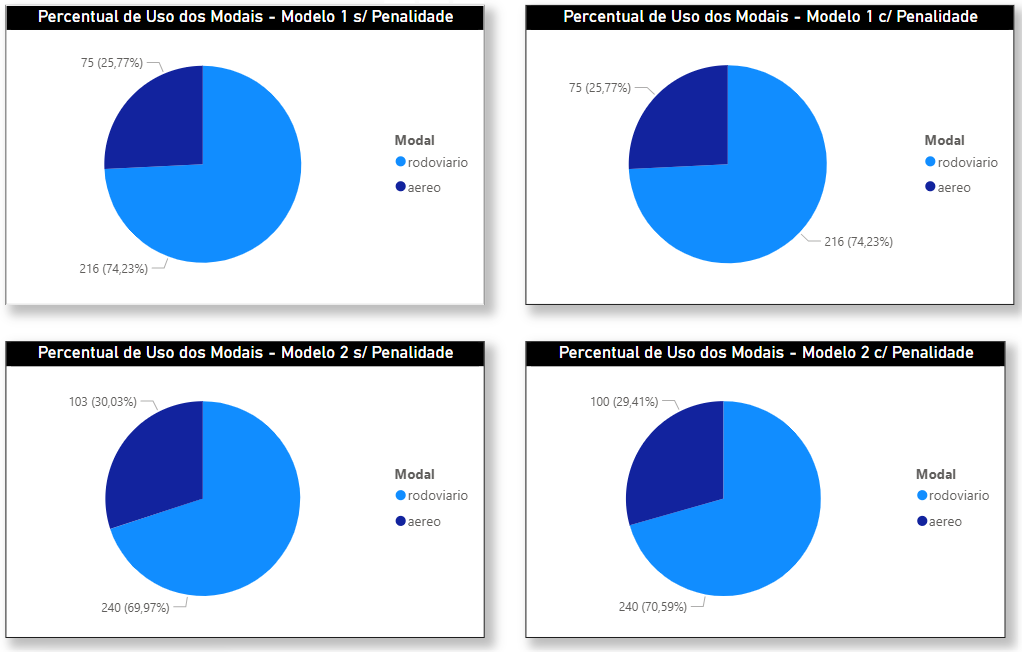 Percentual de Uso dos Modais - Modelo 1 s/ Penalidade
75 (25,77%)
Modal
rodoviario
aereo
216 (74,23%)
Percentual de Uso dos Modais - Modelo 1 c/ Penalidade
75 (25,77%)
Modal
rodoviario
aereo
216 (74,23%)
Percentual de Uso dos Modais - Modelo 2 s/ Penalidade
103 (30,03%)
Modal
rodoviario
aereo
240 (69,97%)
Percentual de Uso dos Modais - Modelo 2 c/ Penalidade
100 (29,41%)
Modal
rodoviario
aereo
240 (70,59%)